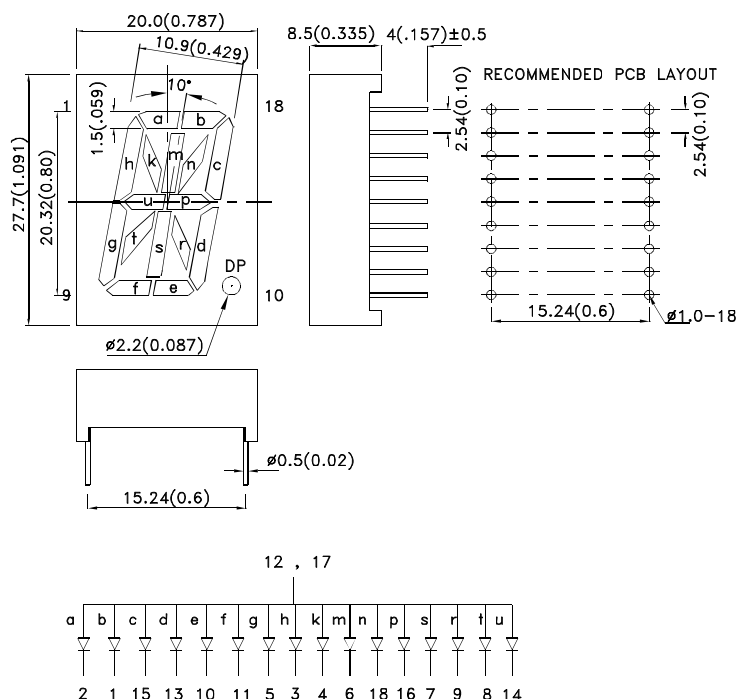 20.0(0.787)
8.5(0.335)
4(.157)±0.5
10.9(0.429)
RECOMMENDED PCB LAYOUT
10°
1
18
a
b
1.5(.059)
2.54(0.10)
2.54(0.10)
k
m
n
h
c
27.7(1.091)
20.32(0.80)
u
p
g
t
s
r
d
DP
9
10
f
e
15.24(0.6)
ø1.0-18
ø2.2(0.087)
ø0.5(0.02)
15.24(0.6)
12 , 17
a b c d e f g h k m n p s r t u
2 1 15 13 10 11 5 3 4 6 18 16 7 9 8 14